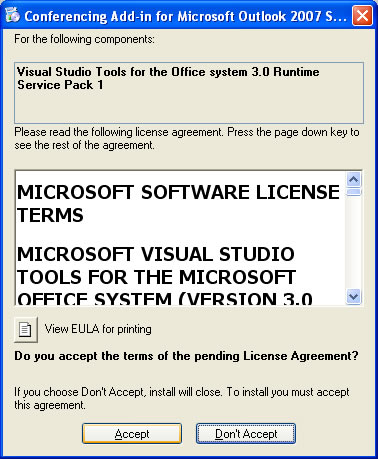 Conferencing Add-in for Microsoft Outlook 2007 S...
For the following components:
Visual Studio Tools for the Office system 3.0 Runtime
Service Pack 1
Please read the following license agreement. Press the page down key to
see the rest of the agreement.
MICROSOFT SOFTWARE LICENSE
TERMS
MICROSOFT VISUAL STUDIO
TOOLS FOR THE MICROSOFT
OFFICE SYSTEM (VERSION 3.0
View EULA for printing
Do you accept the terms of the pending License Agreement?
If you choose Don't Accept, install will close. To install you must accept
this agreement.
Accept
Don't Accept